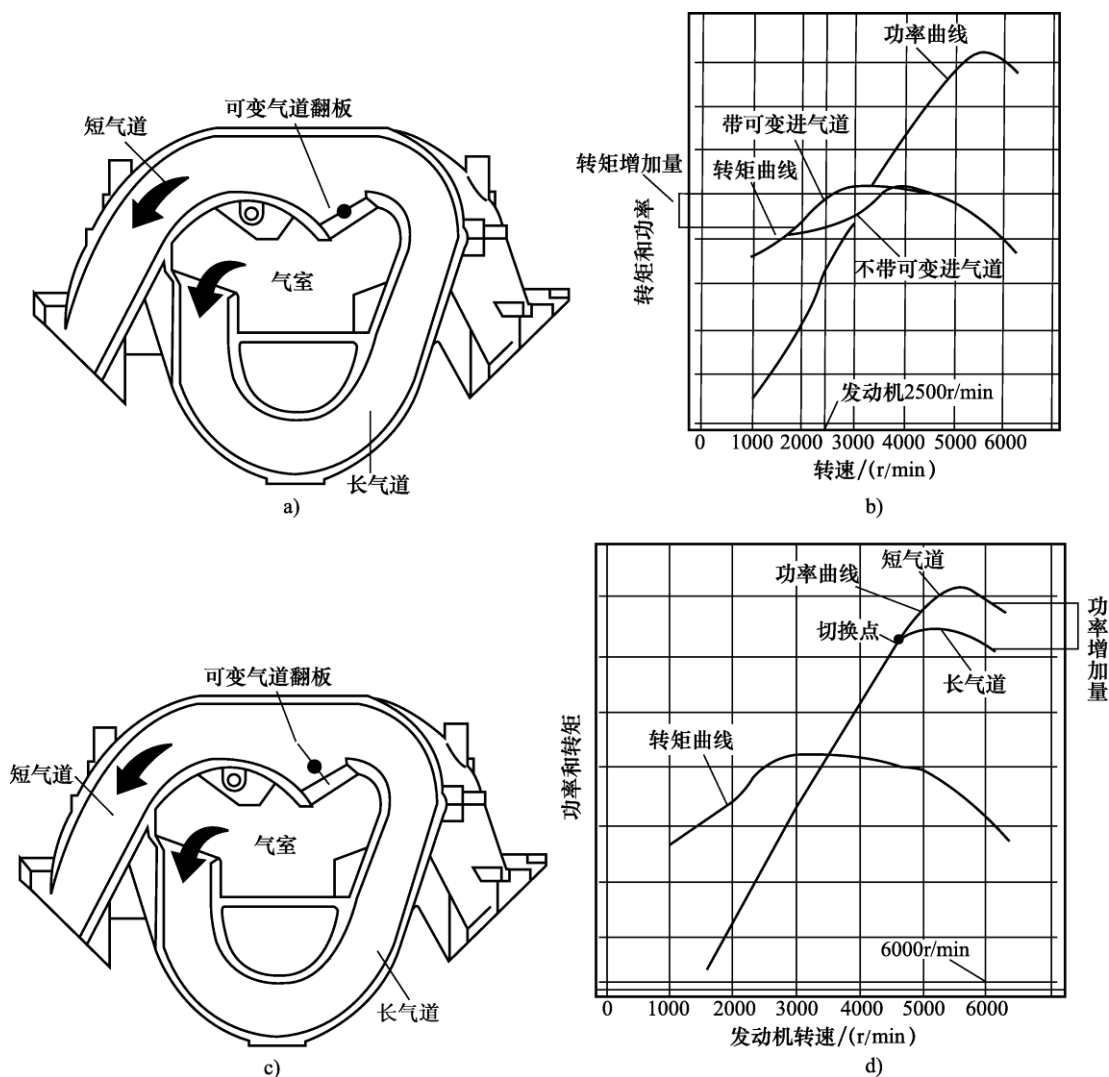 可变气道翻板
短气道
气室
长气道
a)
功率曲线
带可变进气道
转矩增加量
转矩曲线
转矩和功率
不带可变进气道
发动机2500r/min
0 1000 2000 3000 4000 5000 6000
转速/(r/min)
b)
可变气道翻板
短气道
气室
长气道
c)
短气道
功率曲线
功率增加量
切换点
长气道
转矩曲线
功率和转矩
6000r/min
0 1000 2000 3000 4000 5000 6000
发动机转速/(r/min)
d)